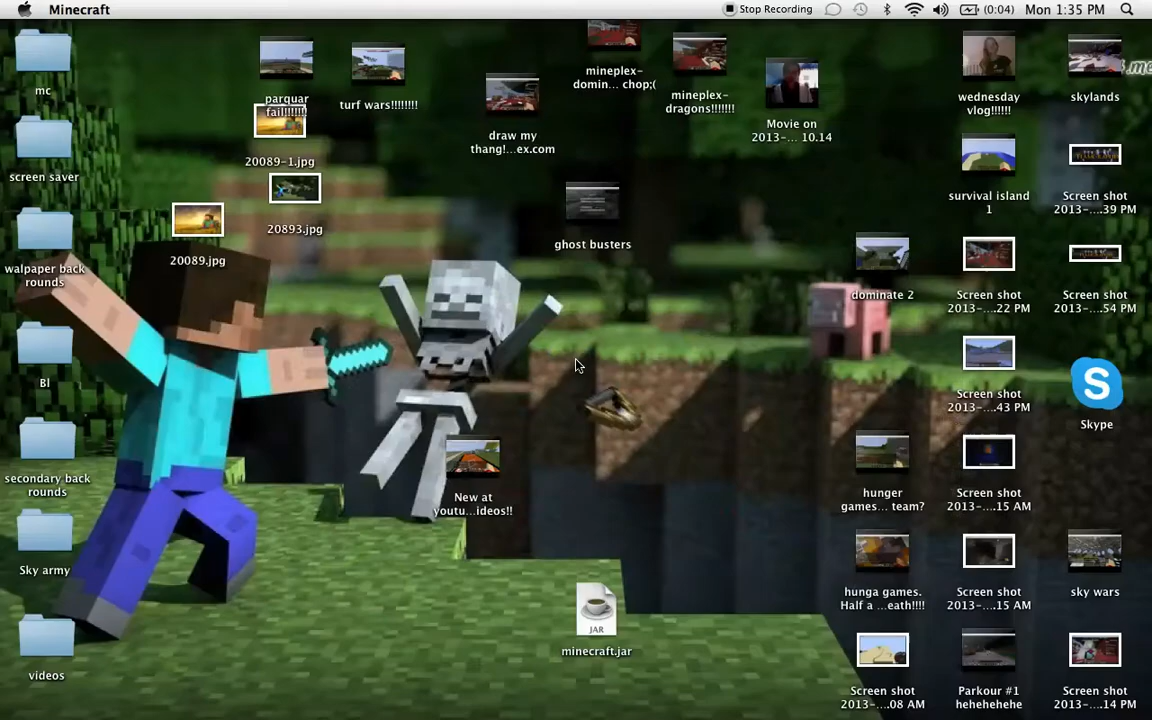 Minecraft
Stop Recording
(0:04)
Mon 1:35 PM
mc
screen saver
walpaper back
rounds
BI
secondary back
rounds
Sky army
videos
parquar
fail!!!!!!!
turf wars!!!!!!!!
20089-1.jpg
20893.jpg
20089.jpg
draw my
thang!...ex.com
mineplex-
domin... chop;(
mineplex-
dragons!!!!!!!
Movie on
2013-... 10.14
ghost busters
New at
youtu...ideos!!
JAR
minecraft.jar
wednesday
vlog!!!!!!
skylands
.me
survival island
1
Screen shot
2013-....39 PM
dominate 2
Screen shot
2013-....22 PM
Screen shot
2013-....54 PM
Screen shot
2013-....43 PM
S
Skype
hunger
games... team?
Screen shot
2013-....15 AM
hunga games.
Half a ...eath!!!!
Screen shot
2013-....15 AM
sky wars
Screen shot
2013-....08 AM
Parkour #1
hehehehehe
Screen shot
2013-....14 PM